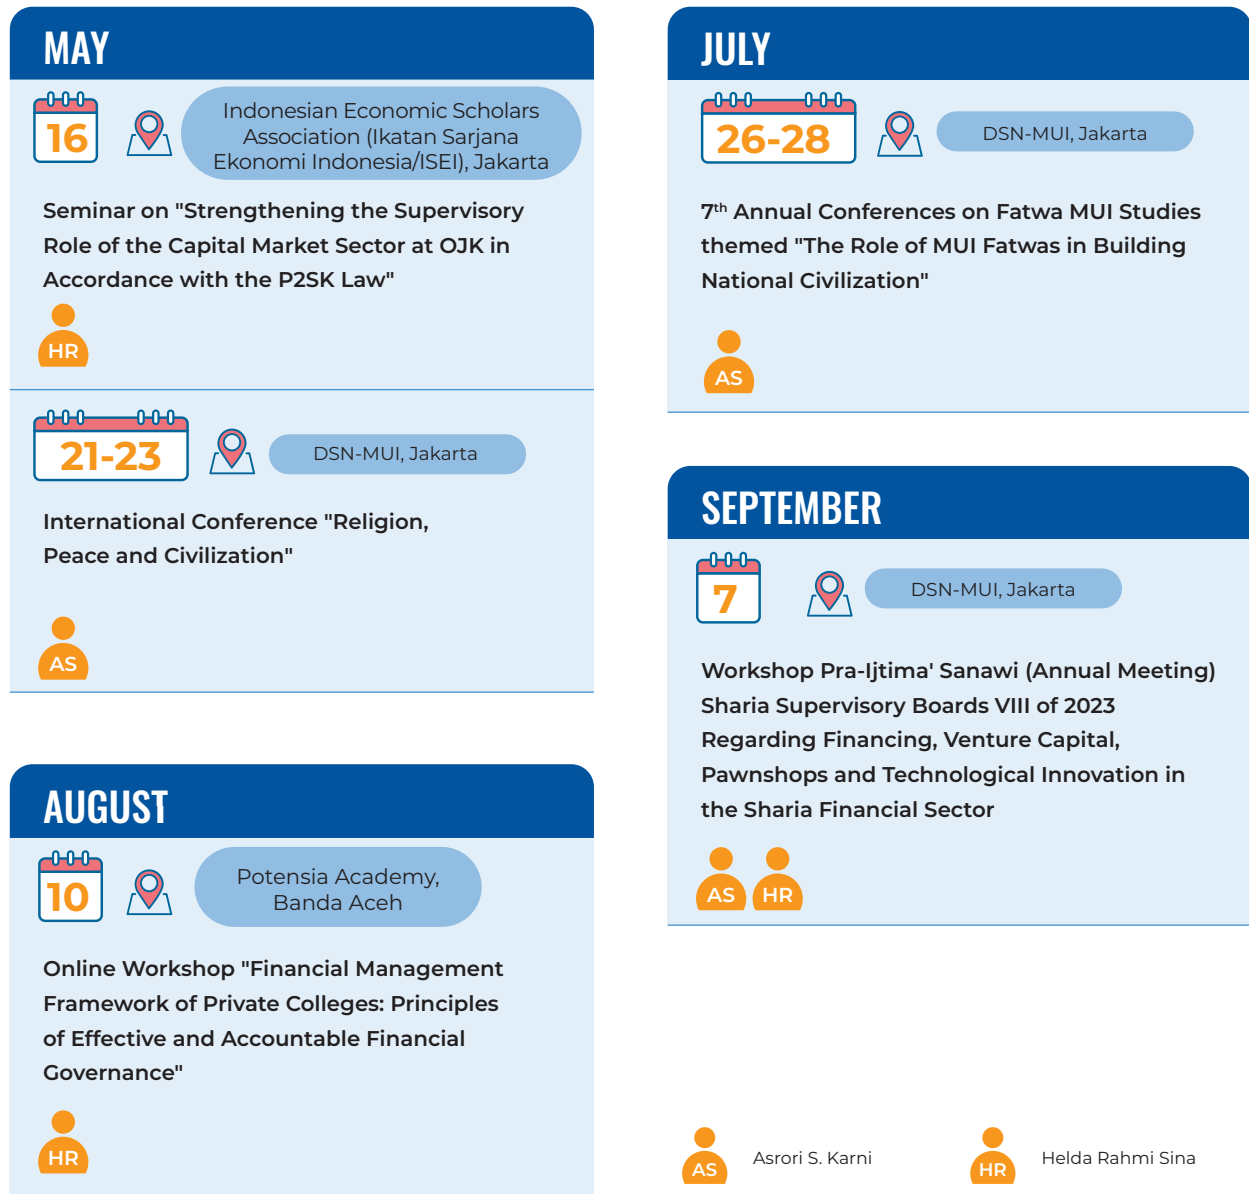 MAY
16
Indonesian Economic Scholars
Association (Ikatan Sarjana
Ekonomi Indonesia/ISEI), Jakarta
Seminar on "Strengthening the Supervisory
Role of the Capital Market Sector at OJK in
Accordance with the P2SK Law"
HR
21-23
DSN-MUI, Jakarta
International Conference "Religion,
Peace and Civilization"
AS
JULY
26-28
DSN-MUI, Jakarta
7th Annual Conferences on Fatwa MUI Studies
themed "The Role of MUI Fatwas in Building
National Civilization"
AS
AUGUST
10
Potensia Academy,
Banda Aceh
Online Workshop "Financial Management
Framework of Private Colleges: Principles
of Effective and Accountable Financial
Governance"
HR
SEPTEMBER
7
DSN-MUI, Jakarta
Workshop Pra-Ijtima' Sanawi (Annual Meeting)
Sharia Supervisory Boards VIII of 2023
Regarding Financing, Venture Capital,
Pawnshops and Technological Innovation in
the Sharia Financial Sector
AS HR
AS Asrori S. Karni
HR Helda Rahmi Sina